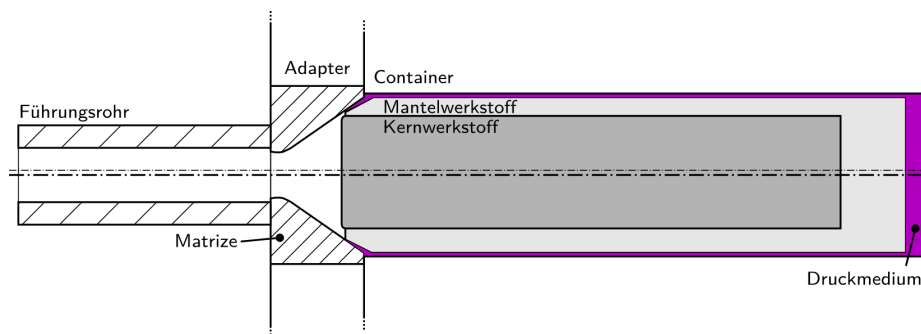 Adapter
Container
Führungsrohr
Mantelwerkstoff
Kernwerkstoff
Matrize
Druckmedium